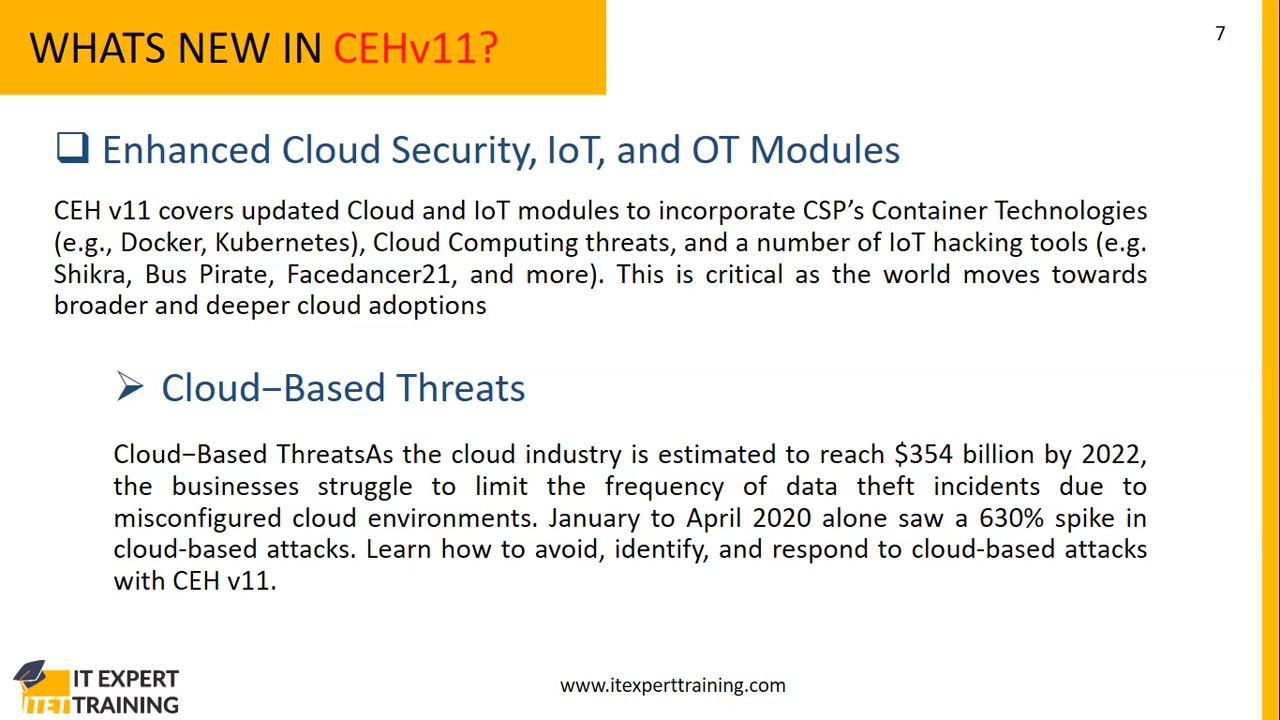 WHATS NEW IN CEHv11?
7
Enhanced Cloud Security, IoT, and OT Modules
CEH v11 covers updated Cloud and IoT modules to incorporate CSP’s Container Technologies
(e.g., Docker, Kubernetes), Cloud Computing threats, and a number of IoT hacking tools (e.g.
Shikra, Bus Pirate, Facedancer21, and more). This is critical as the world moves towards
broader and deeper cloud adoptions
Cloud–Based Threats
Cloud–Based ThreatsAs the cloud industry is estimated to reach $354 billion by 2022,
the businesses struggle to limit the frequency of data theft incidents due to
misconfigured cloud environments. January to April 2020 alone saw a 630% spike in
cloud-based attacks. Learn how to avoid, identify, and respond to cloud-based attacks
with CEH v11.
IT EXPERT
ITET TRAINING
www.itexperttraining.com